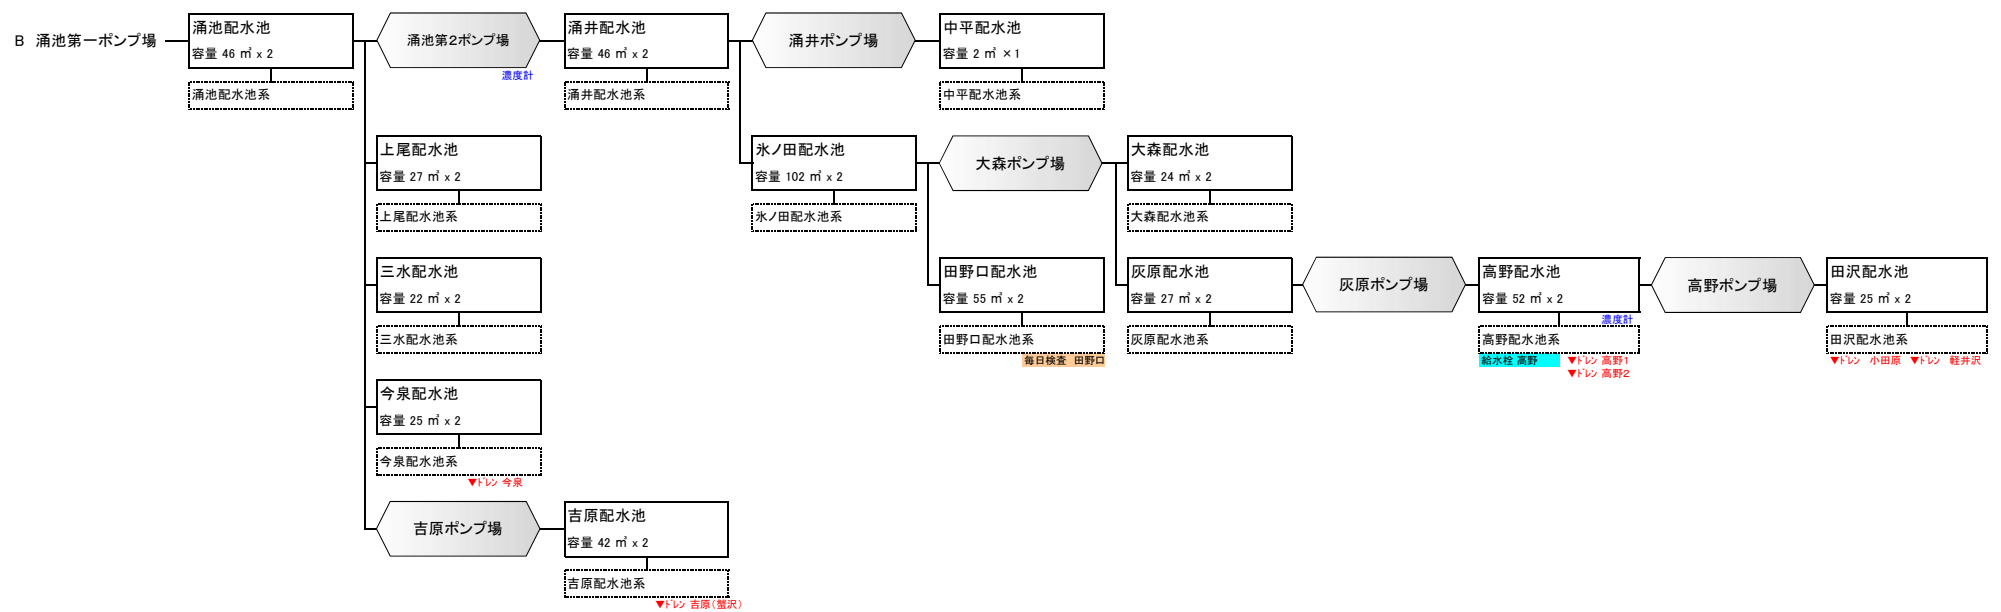 B 涌池第一ポンプ場
涌池配水池
容量 46 ㎥ x 2
涌池配水池系
涌池第2ポンプ場
濃度計
涌井配水池
容量 46 ㎥ x 2
涌井配水池系
涌井ポンプ場
中平配水池
容量 2 ㎥ ×1
中平配水池系
上尾配水池
容量 27 ㎥ x 2
上尾配水池系
氷ノ田配水池
容量 102 ㎥ x 2
氷ノ田配水池系
大森ポンプ場
大森配水池
容量 24 ㎥ x 2
大森配水池系
三水配水池
容量 22 ㎥ x 2
三水配水池系
田野口配水池
容量 55 ㎥ x 2
田野口配水池系
毎日検査 田野口
灰原配水池
容量 27 ㎥ x 2
灰原配水池系
灰原ポンプ場
高野配水池
容量 52 ㎥ x 2
濃度計
高野配水池系
給水栓 高野
▼ドレン 高野1
▼ドレン 高野2
高野ポンプ場
田沢配水池
容量 25 ㎥ x 2
田沢配水池系
▼ドレン 小田原 ▼ドレン 軽井沢
今泉配水池
容量 25 ㎥ x 2
今泉配水池系
▼ドレン 今泉
吉原ポンプ場
吉原配水池
容量 42 ㎥ x 2
吉原配水池系
▼ドレン 吉原(蟹沢)